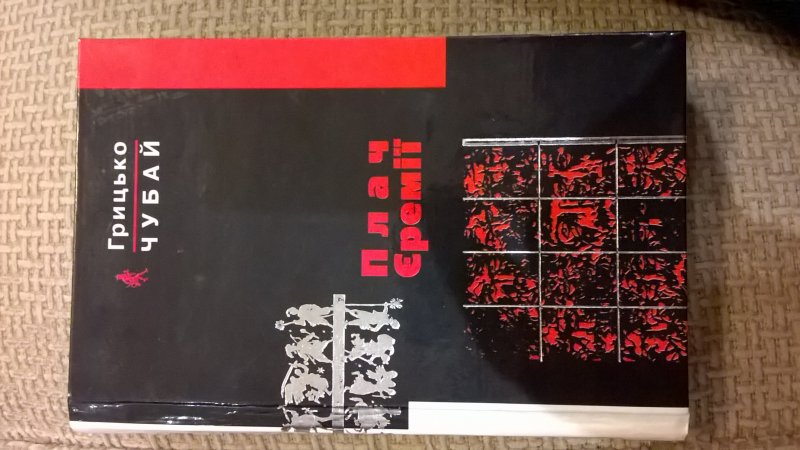 Грицько
ЧУБАЙ
Плач
Єремії